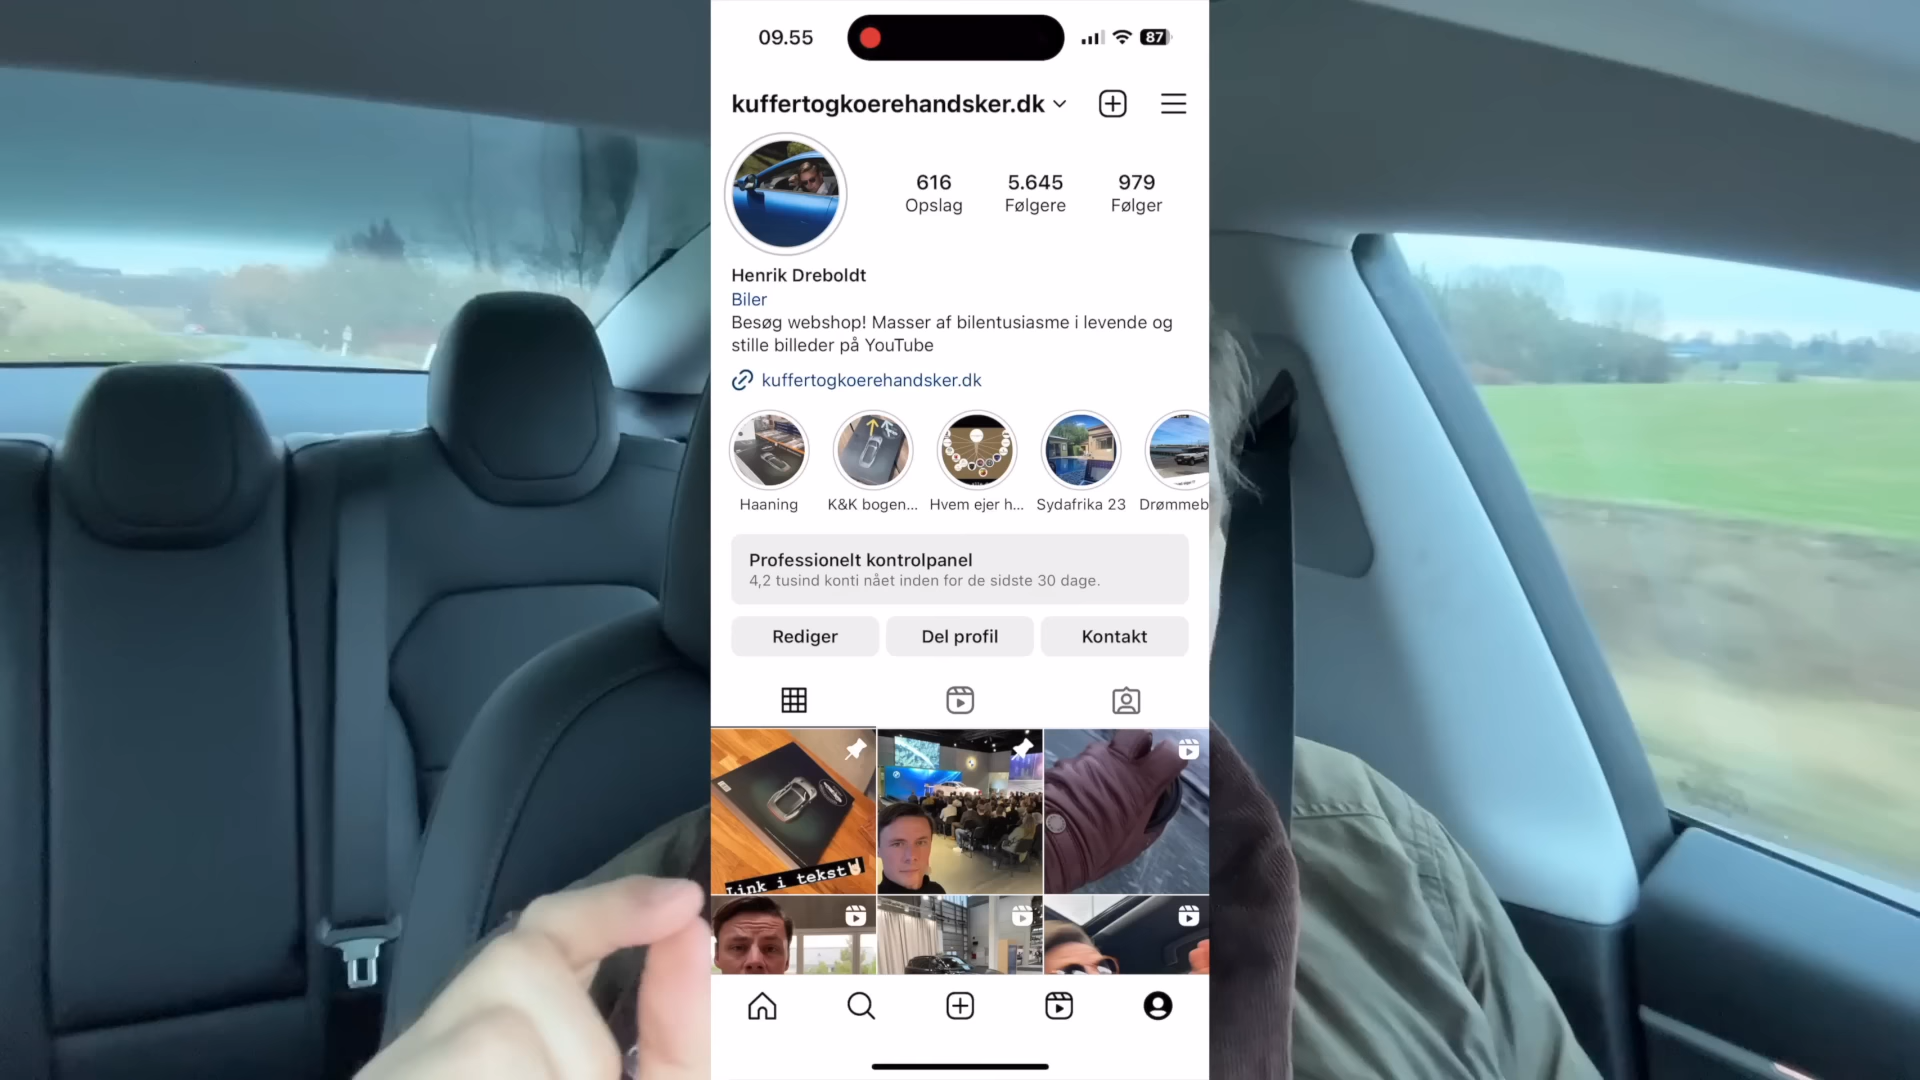 09.55
87
kuffertogkoerehandsker.dk
616
Opslag
5.645
Følgere
979
Følger
Henrik Dreboldt
Biler
Besøg webshop! Masser af bilentusiasme i levende og
stille billeder på YouTube
kuffertogkoerehandsker.dk
Haaning
K&K bogen...
Hvem ejer h...
Sydafrika 23
Drømmeb
Professionelt kontrolpanel
4,2 tusind konti nået inden for de sidste 30 dage.
Rediger
Del profil
Kontakt
Link i tekst